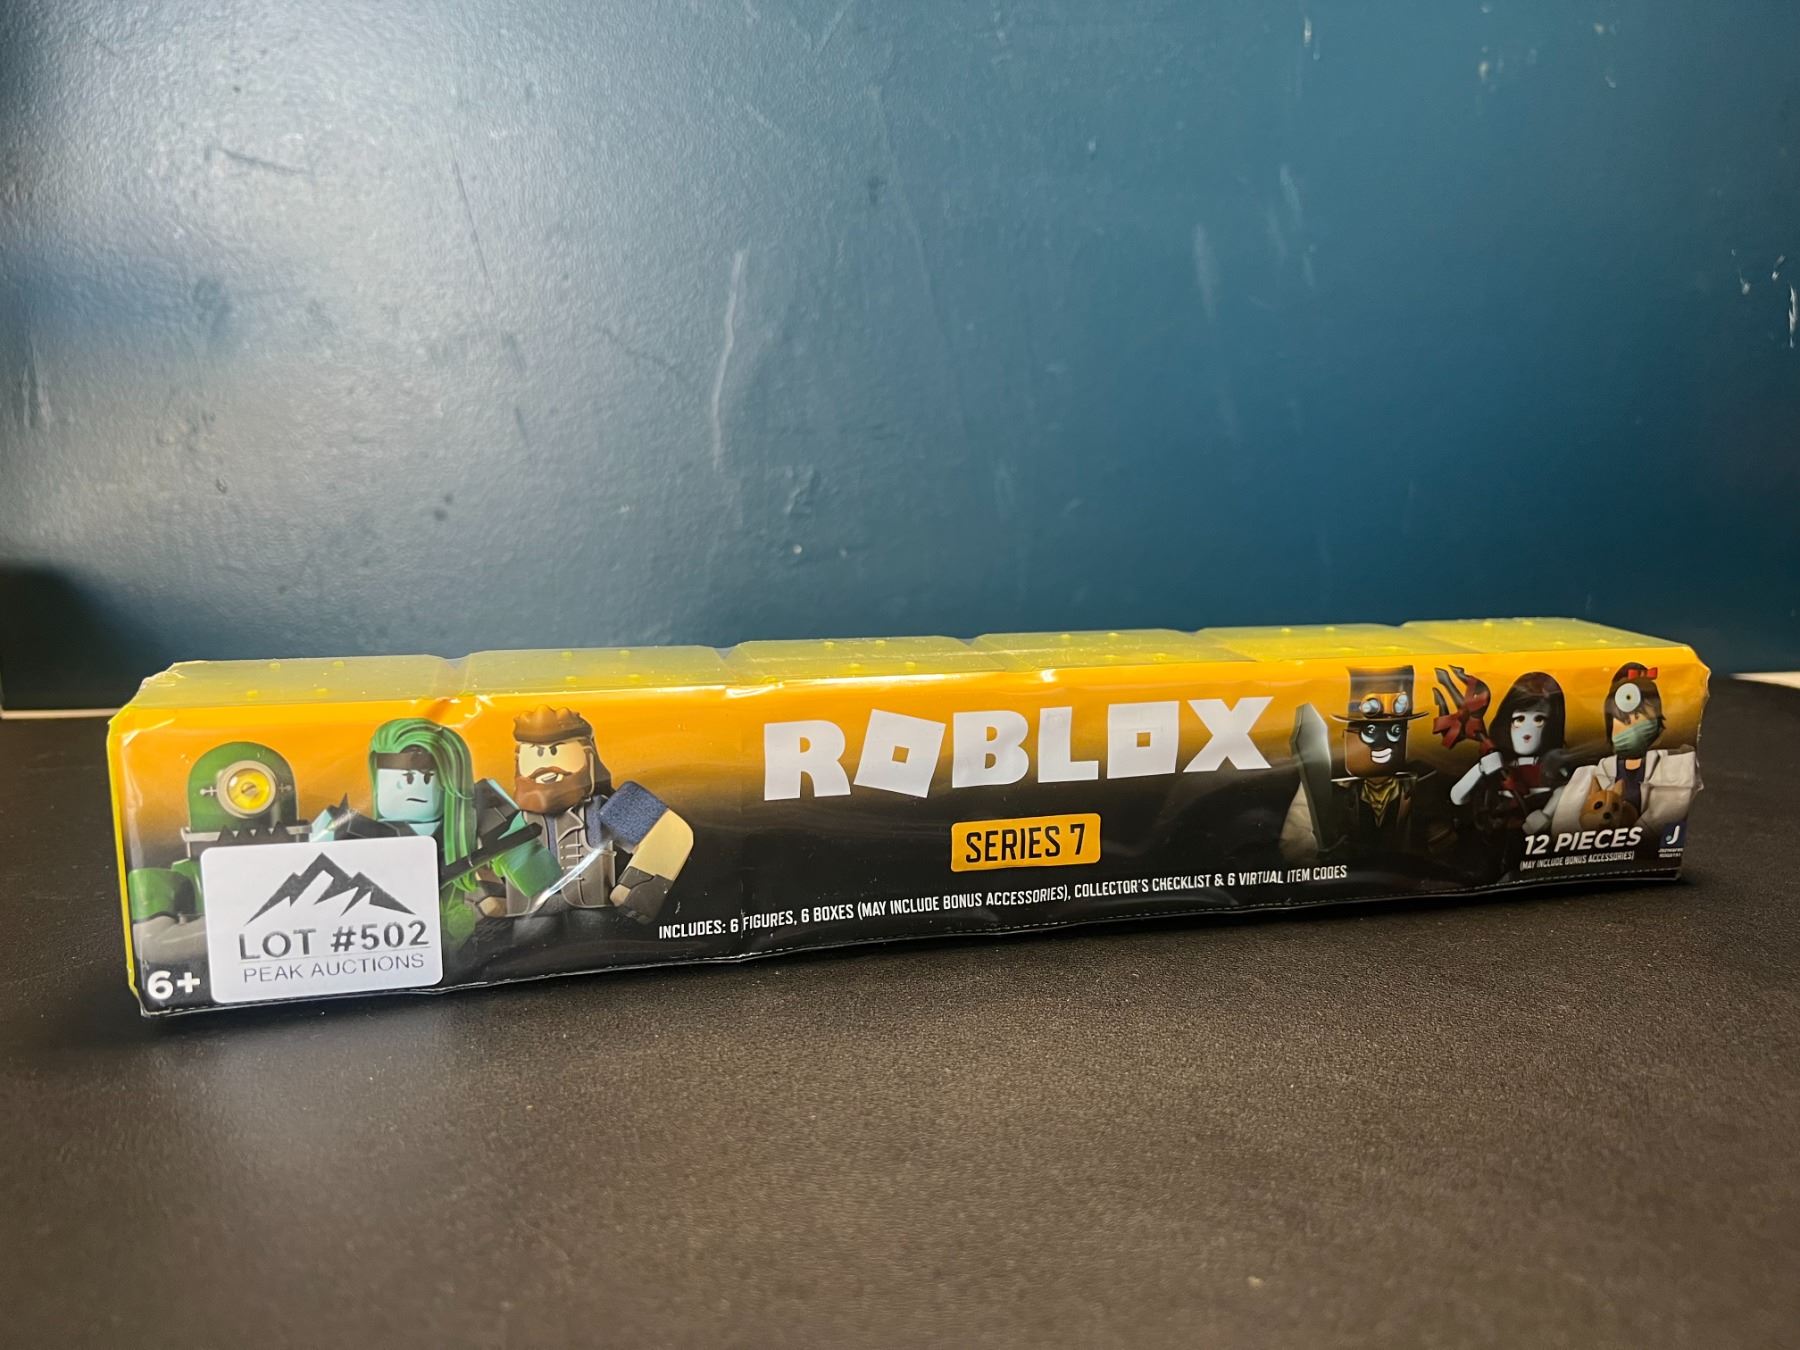 ROBLOX
SERIES 7
INCLUDES: 6 FIGURES, 6 BOXES (MAY INCLUDE BONUS ACCESSORIES), COLLECTOR'S CHECKLIST & 6 VIRTUAL ITEM CODES
12 PIECES
(MAY INCLUDE BONUS ACCESSORIES)
6+
LOT #502
PEAK AUCTIONS